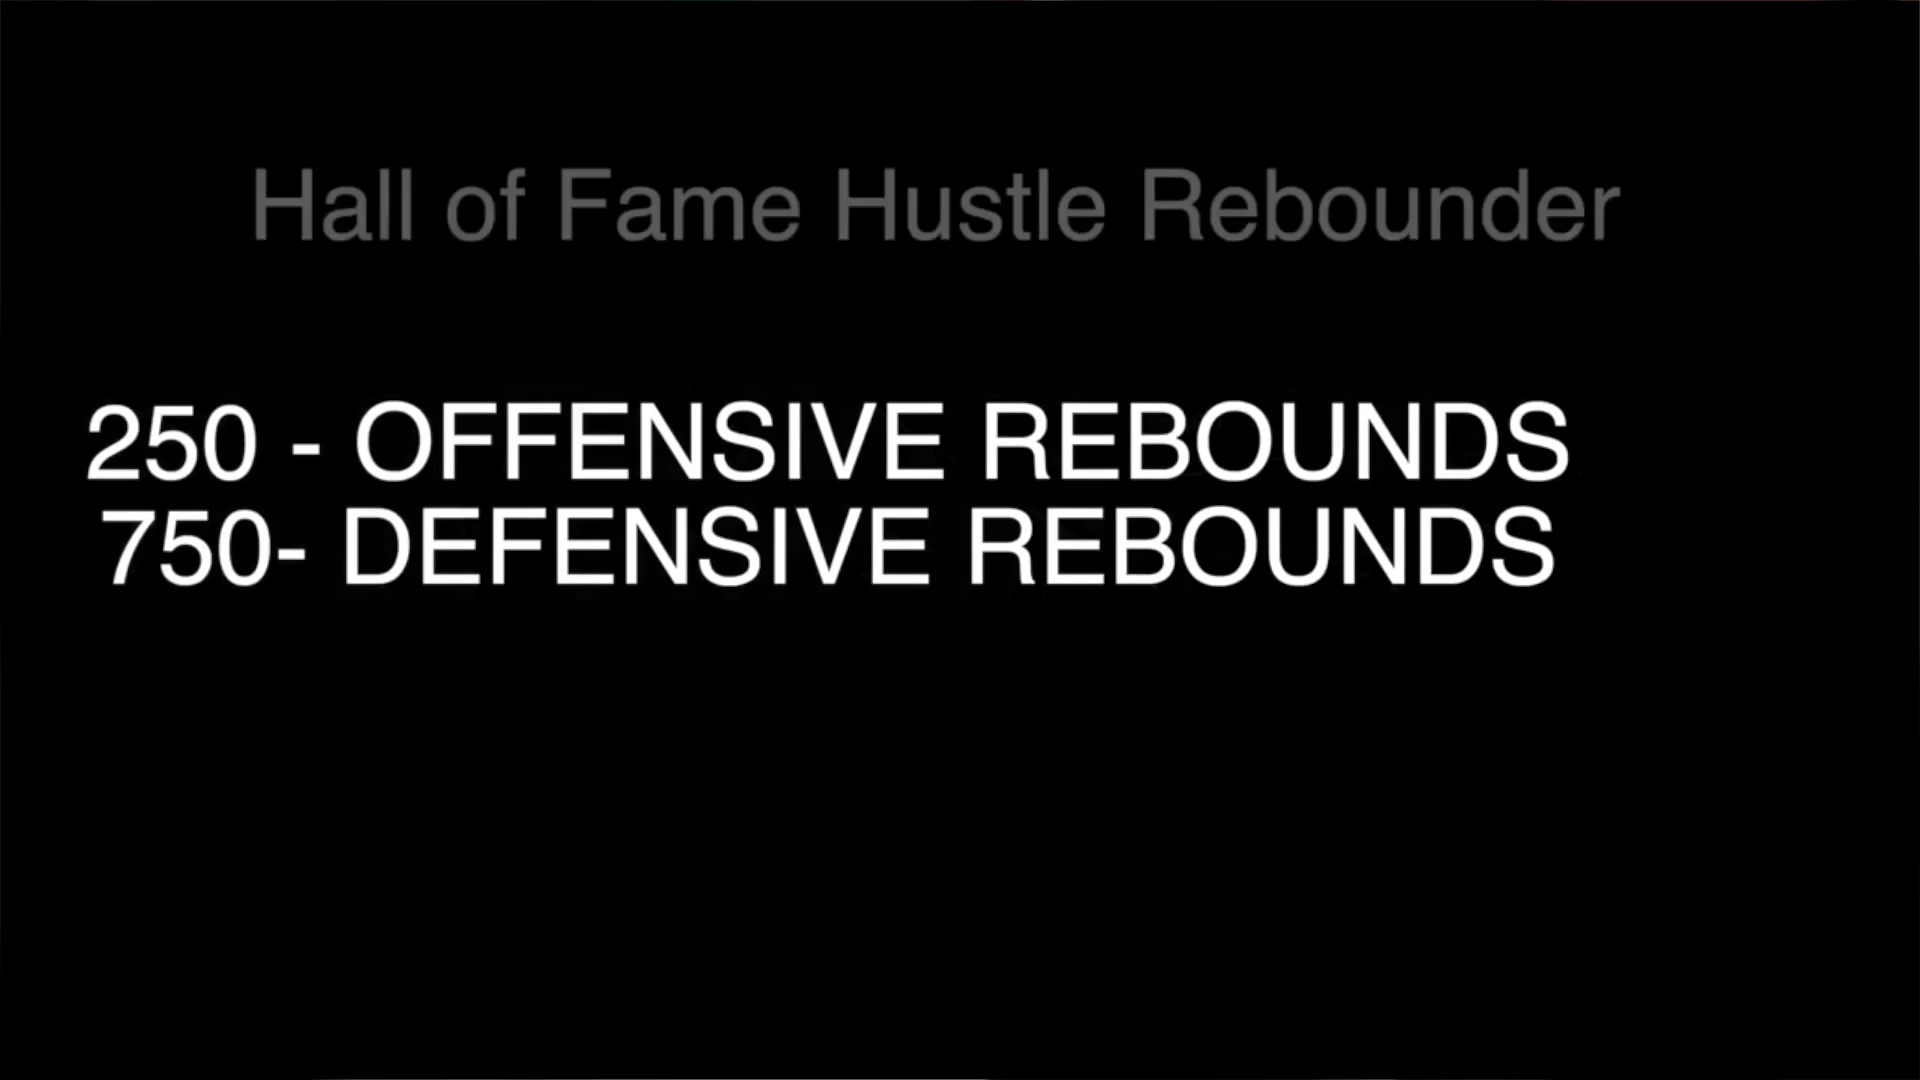 Hall of Fame Hustle Rebounder
250 - OFFENSIVE REBOUNDS
750- DEFENSIVE REBOUNDS